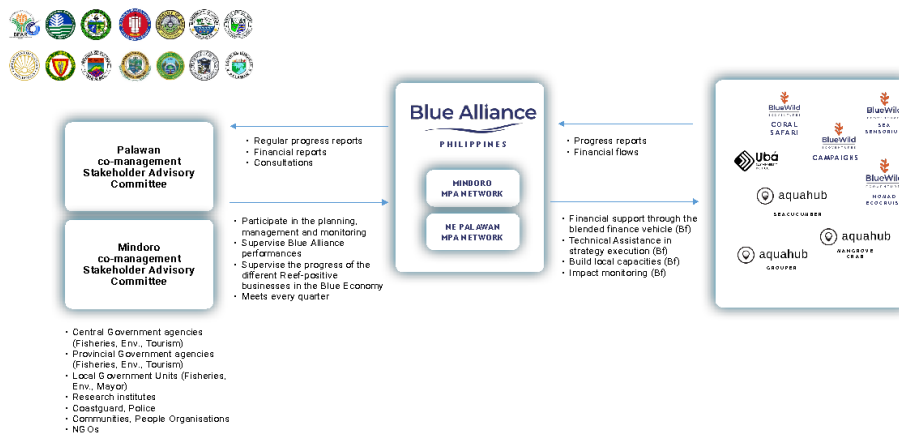 Palawan
co-management
Stakeholder Advisory
Committee
Mindoro
co-management
Stakeholder Advisory
Committee
• Central Government agencies
(Fisheries, Env., Tourism)
• Provincial Government agencies
(Fisheries, Env., Tourism)
• Local Government Units (Fisheries,
Env., Mayor)
• Research institutes
• Coastguard, Police
• Communities, People Organisations
• NGOs
• Regular progress reports
• Financial reports
• Consultations
• Participate in the planning,
management and monitoring
• Supervise Blue Alliance
performances
• Supervise the progress of the
different Reef-positive
businesses in the Blue Economy
• Meets every quarter
Blue Alliance
PHILIPPINES
MINDORO
MPA NETWORK
NE PALAWAN
MPA NETWORK
• Progress reports
• Financial flows
• Financial support through the
blended finance vehicle (Bf)
• Technical Assistance in
strategy execution (Bf)
• Build local capacities (Bf)
• Impact monitoring (Bf)
BlueWild
CORAL
SAFARI
BlueWild
SEA
SENSORIU
BlueWild
CAMPAIGNS
Ubá
BlueWild
NOMAD
ECOCRUIS
aquahub
SEACUCUMBER
aquahub
MANGROVE
CRAB
aquahub
GROUPER